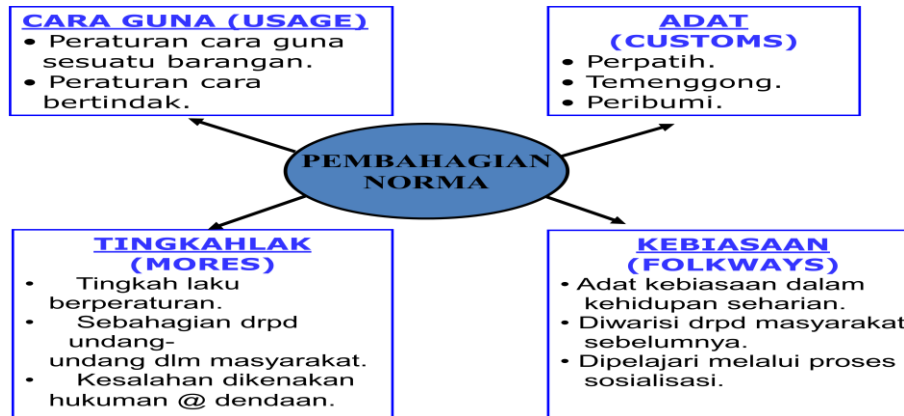 CARA GUNA (USAGE)
• Peraturan cara guna
sesuatu barangan.
• Peraturan cara
bertindak.
ADAT
(CUSTOMS)
• Perpatih.
• Temenggong.
• Peribumi.
PEMBAHAGIAN
NORMA
TINGKAHLAK
(MORES)
• Tingkah laku
berperaturan.
• Sebahagian drpd
undang-
undang dlm masyarakat.
• Kesalahan dikenakan
hukuman @ dendaan.
KEBIASAAN
(FOLKWAYS)
• Adat kebiasaan dalam
kehidupan seharian.
• Diwarisi drpd masyarakat
sebelumnya.
• Dipelajari melalui proses
sosialisasi.